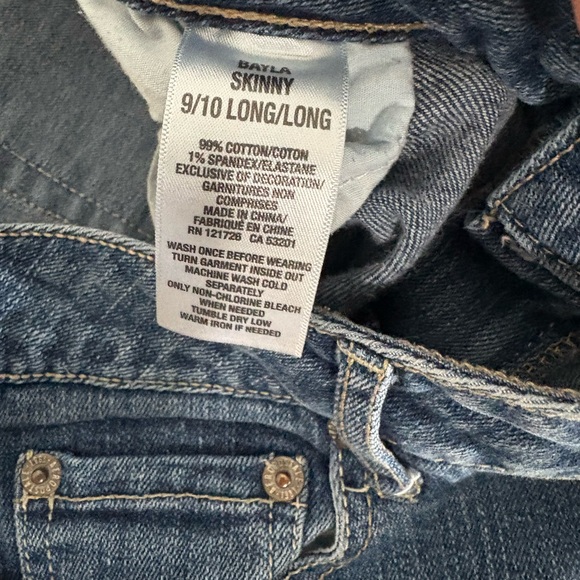 BAYLA
SKINNY
9/10 LONG/LONG
99% COTTON/COTON
1% SPANDEX/ELASTANE
EXCLUSIVE OF DECORATION/
GARNITURES NON
COMPRISES
MADE IN CHINA/
FABRIQUÉ EN CHINE
RN 121726 CA 53201
WASH ONCE BEFORE WEARING
TURN GARMENT INSIDE OUT
MACHINE WASH COLD
SEPARATELY
ONLY NON-CHLORINE BLEACH
WHEN NEEDED
TUMBLE DRY LOW
WARM IRON IF NEEDED